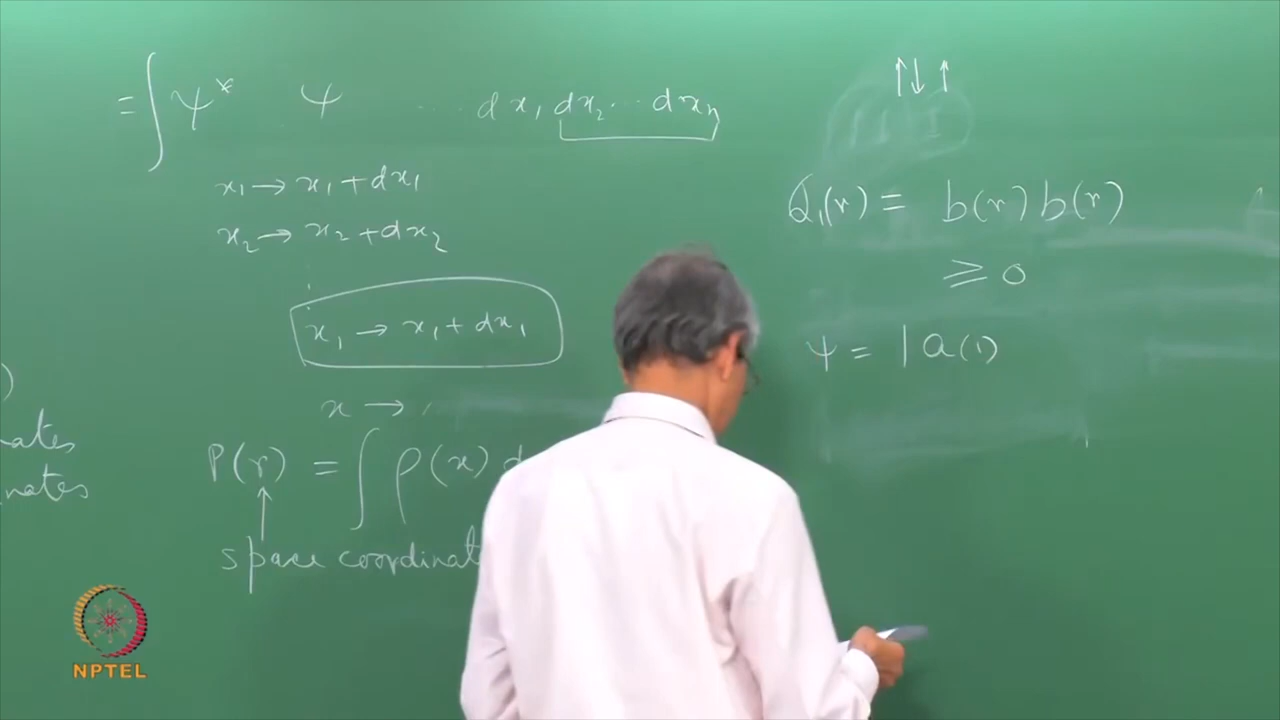 = ∫ ψ* ψ ... dx₁ dx₂ ... dxₙ
x₁ → x₁ + dx₁
x₂ → x₂ + dx₂
x₁ → x₁ + dx₁
x →
P(r) = ∫ ρ(x) d
space coordinat
)
nates
nates
↑↓ ↑
Q₁(r) = b(r) b(r)
≥ 0
ψ = | a(1)
NPTEL